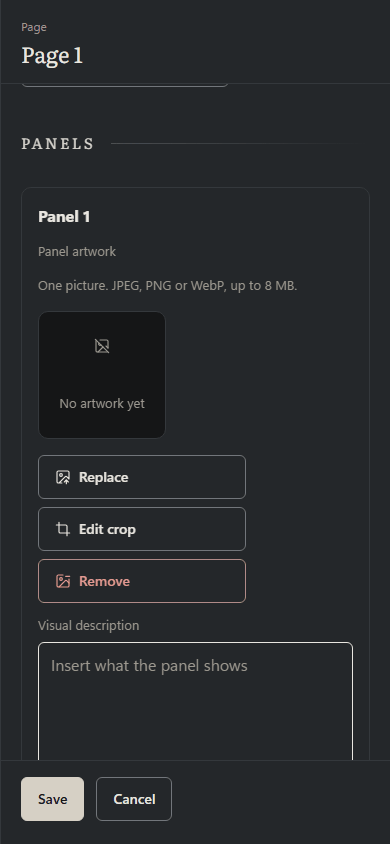 Page
Page 1
PANELS
Panel 1
Panel artwork
One picture. JPEG, PNG or WebP, up to 8 MB.
No artwork yet
Replace
Edit crop
Remove
Visual description
Insert what the panel shows
Save
Cancel